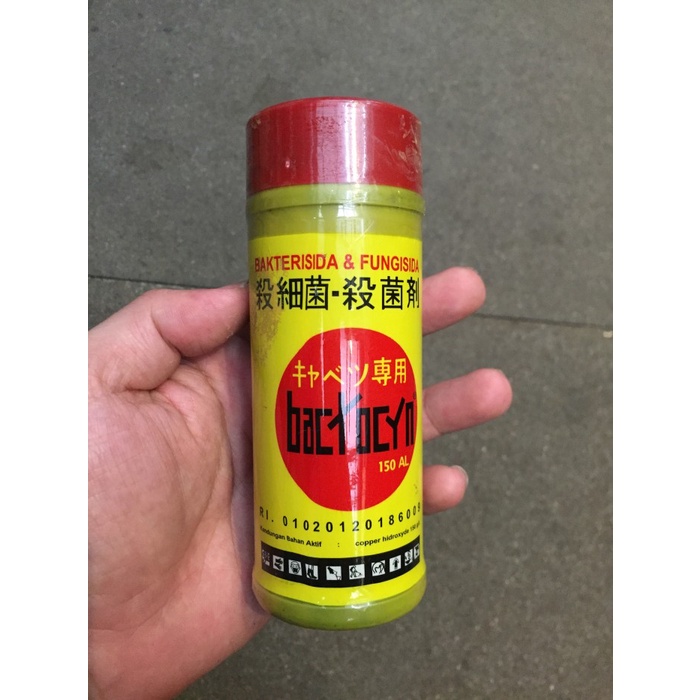 BAKTERISIDA & FUNGISIDA
殺細菌-殺菌剤
キャベツ専用
bactocyn
150 AL
RI. 01020120186009
Kandungan Bahan Aktif : copper hidroxyde